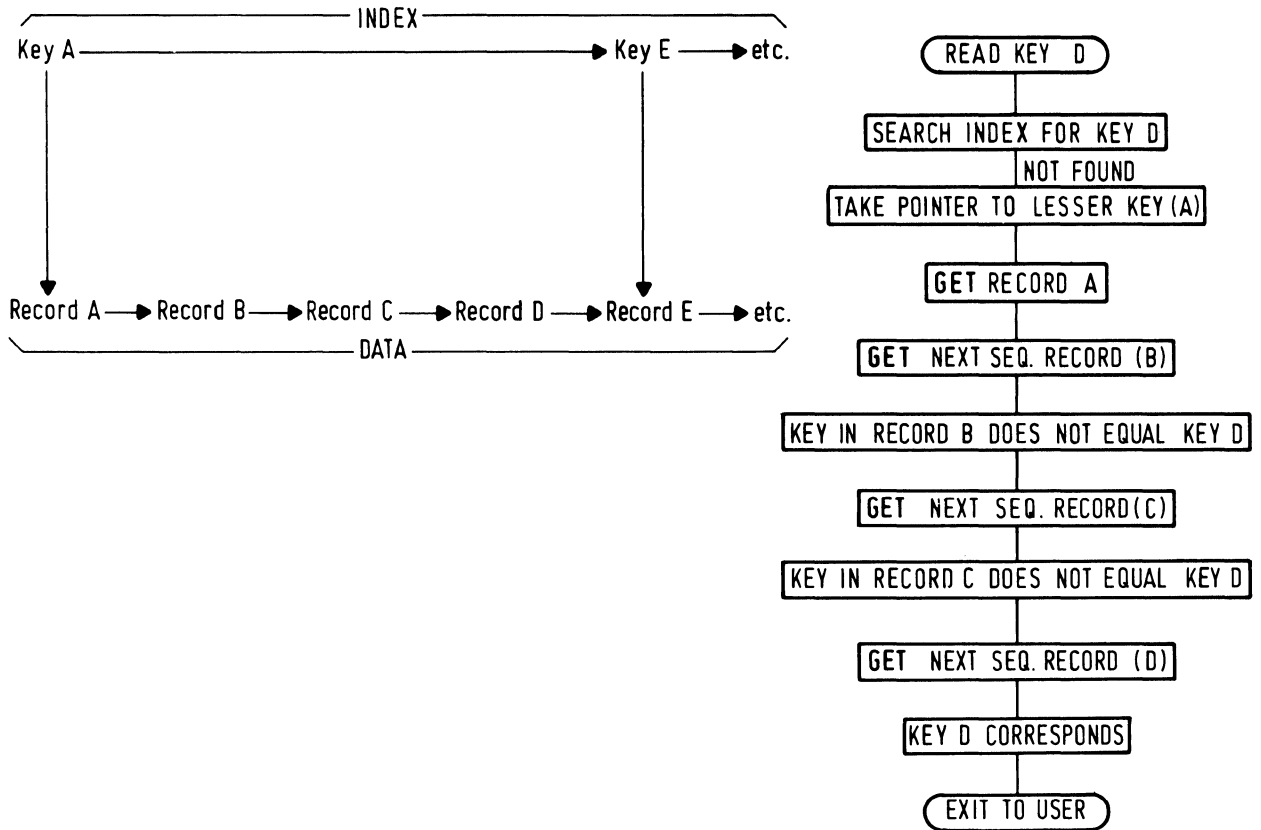 INDEX
Key A Key E etc.
Record A Record B Record C Record D Record E etc.
DATA
READ KEY D
SEARCH INDEX FOR KEY D
NOT FOUND
TAKE POINTER TO LESSER KEY (A)
GET RECORD A
GET NEXT SEQ. RECORD (B)
KEY IN RECORD B DOES NOT EQUAL KEY D
GET NEXT SEQ. RECORD(C)
KEY IN RECORD C DOES NOT EQUAL KEY D
GET NEXT SEQ. RECORD (D)
KEY D CORRESPONDS
EXIT TO USER